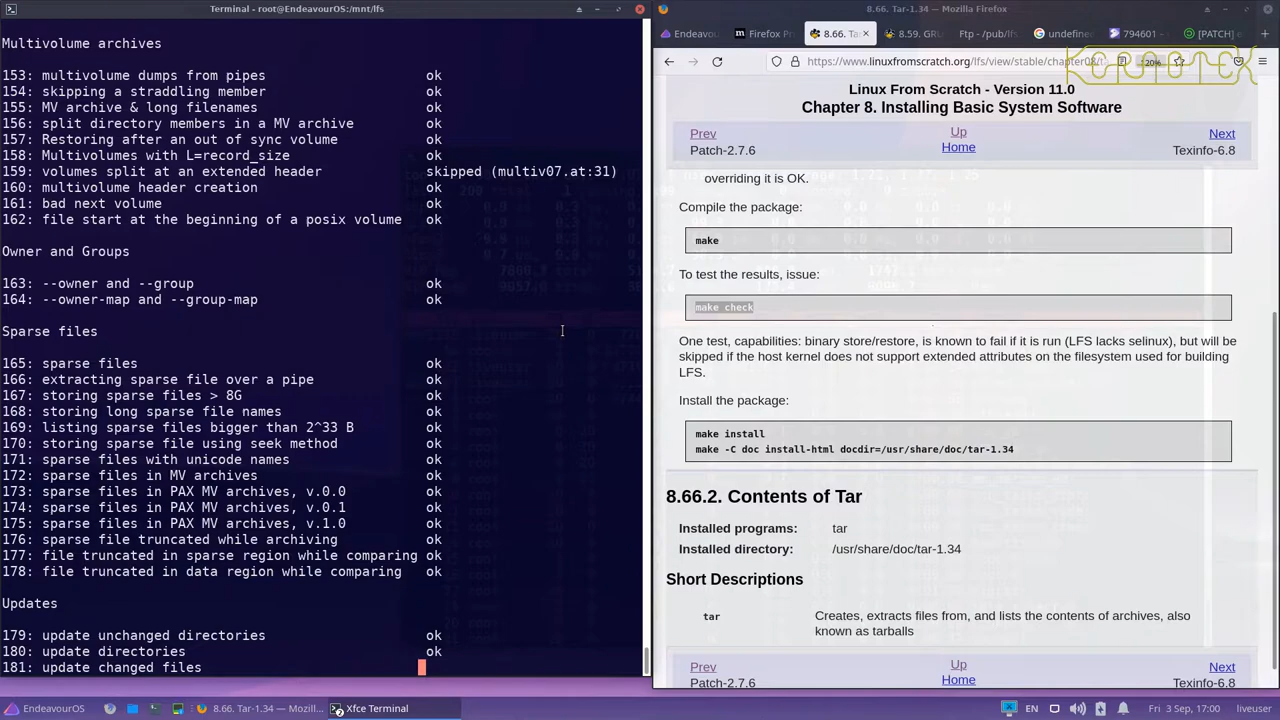 Terminal - root@EndeavourOS:/mnt/lfs
Multivolume archives
153: multivolume dumps from pipes ok
154: skipping a straddling member ok
155: MV archive & long filenames ok
156: split directory members in a MV archive ok
157: Restoring after an out of sync volume ok
158: Multivolumes with L=record_size ok
159: volumes split at an extended header skipped (multiv07.at:31)
160: multivolume header creation ok
161: bad next volume ok
162: file start at the beginning of a posix volume ok
Owner and Groups
163: --owner and --group ok
164: --owner-map and --group-map ok
Sparse files
165: sparse files ok
166: extracting sparse file over a pipe ok
167: storing sparse files > 8G ok
168: storing long sparse file names ok
169: listing sparse files bigger than 2^33 B ok
170: storing sparse file using seek method ok
171: sparse files with unicode names ok
172: sparse files in MV archives ok
173: sparse files in PAX MV archives, v.0.0 ok
174: sparse files in PAX MV archives, v.0.1 ok
175: sparse files in PAX MV archives, v.1.0 ok
176: sparse file truncated while archiving ok
177: file truncated in sparse region while comparing ok
178: file truncated in data region while comparing ok
Updates
179: update unchanged directories ok
180: update directories ok
181: update changed files
8.66. Tar-1.34 — Mozilla Firefox
Endeavour Firefox Pr 8.66. Tar- 8.59. GRU Ftp - /pub/lfs undefined 794601 - [PATCH]
https://www.linuxfromscratch.org/lfs/view/stable/chapter08/ 120%
Linux From Scratch - Version 11.0
Chapter 8. Installing Basic System Software
Prev Up Next
Patch-2.7.6 Home Texinfo-6.8
overriding it is OK.
Compile the package:
make
To test the results, issue:
make check
One test, capabilities: binary store/restore, is known to fail if it is run (LFS lacks selinux), but will be
skipped if the host kernel does not support extended attributes on the filesystem used for building
LFS.
Install the package:
make install
make -C doc install-html docdir=/usr/share/doc/tar-1.34
8.66.2. Contents of Tar
Installed programs: tar
Installed directory: /usr/share/doc/tar-1.34
Short Descriptions
tar Creates, extracts files from, and lists the contents of archives, also
known as tarballs
Prev Up Next
Patch-2.7.6 Home Texinfo-6.8
EndeavourOS 8.66. Tar-1.34 — Mozill... Xfce Terminal EN Fri 3 Sep, 17:00 liveuser